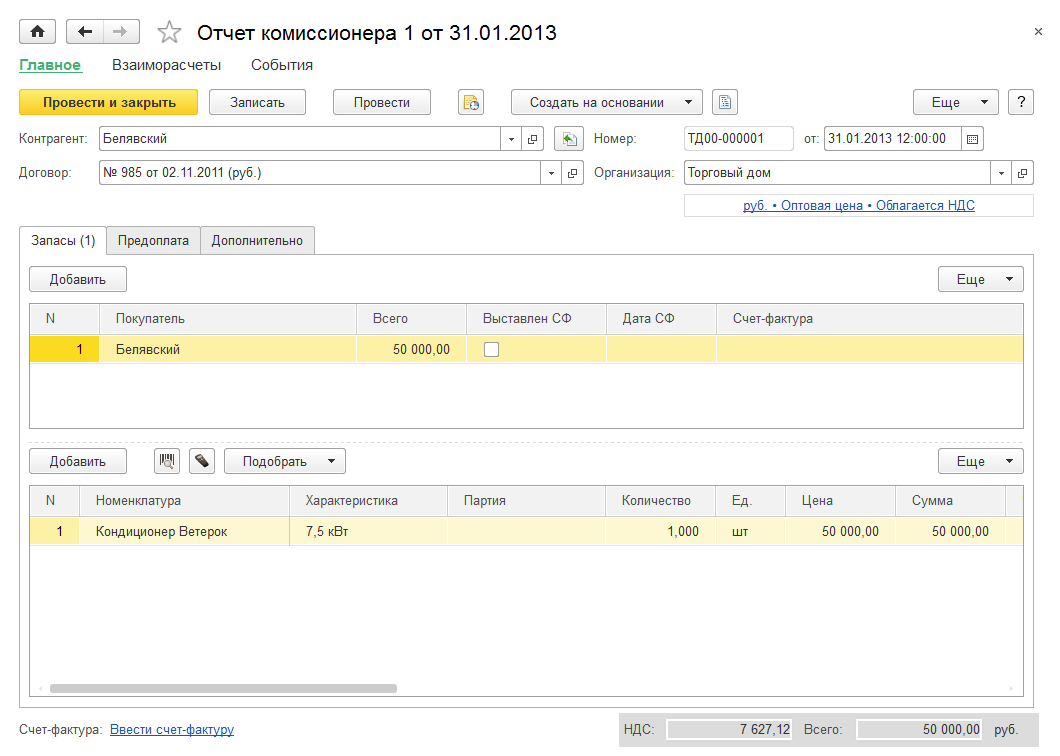 Отчет комиссионера 1 от 31.01.2013
Главное Взаиморасчеты События
Провести и закрыть Записать Провести Создать на основании Еще ?
Контрагент: Белявский Номер: ТД00-000001 от: 31.01.2013 12:00:00
Договор: № 985 от 02.11.2011 (руб.) Организация: Торговый дом
руб. • Оптовая цена • Облагается НДС
Запасы (1) Предоплата Дополнительно
Добавить Еще
N Покупатель Всего Выставлен СФ Дата СФ Счет-фактура
1 Белявский 50 000,00
Добавить Подобрать Еще
N Номенклатура Характеристика Партия Количество Ед. Цена Сумма
1 Кондиционер Ветерок 7,5 кВт 1,000 шт 50 000,00 50 000,00
Счет-фактура: Ввести счет-фактуру НДС: 7 627,12 Всего: 50 000,00 руб.